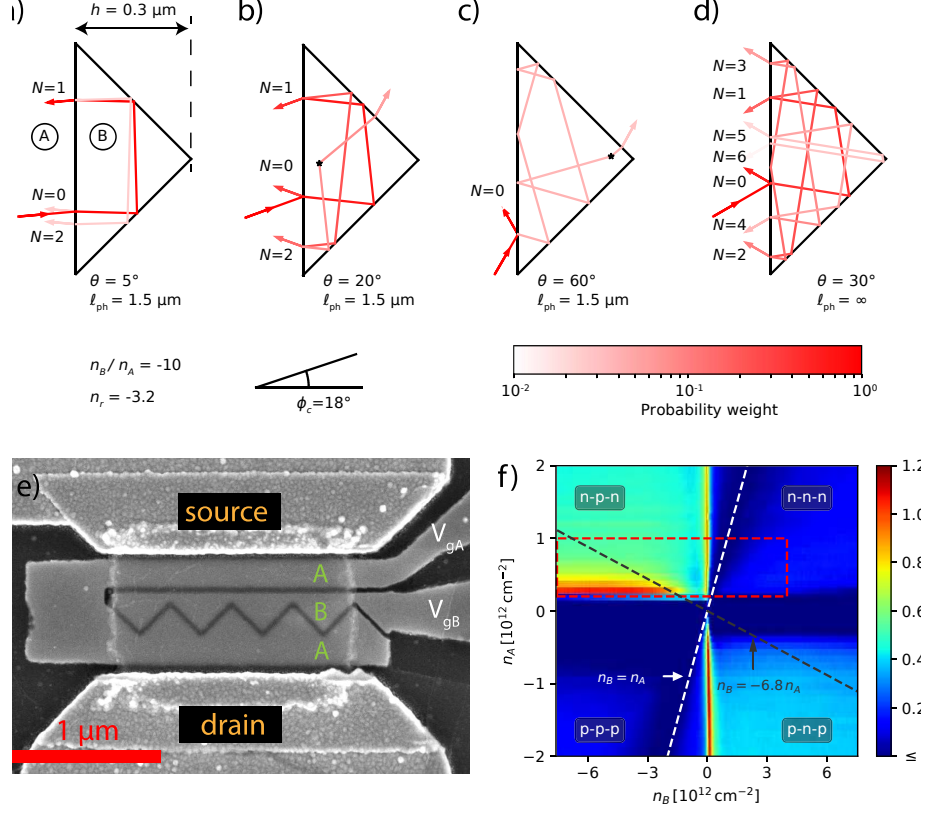 a)
h = 0.3 µm
N=1
A
B
N=0
N=2
θ = 5°
ℓph = 1.5 µm
b)
N=1
N=0
N=2
θ = 20°
ℓph = 1.5 µm
c)
N=0
θ = 60°
ℓph = 1.5 µm
d)
N=3
N=1
N=5
N=6
N=0
N=4
N=2
θ = 30°
ℓph = ∞
nB / nA = -10
nr = -3.2
ϕc=18°
10⁻² 10⁻¹ 10⁰
Probability weight
e)
source
VgA
A
B
VgB
A
drain
1 µm
f)
2
1
0
−1
−2
nA [10¹² cm⁻²]
n-p-n
n-n-n
nB = nA
nB = −6.8 nA
p-p-p
p-n-p
−6 −3 0 3 6
nB [10¹² cm⁻²]
1.2
1.0
0.8
0.6
0.4
0.2
≤